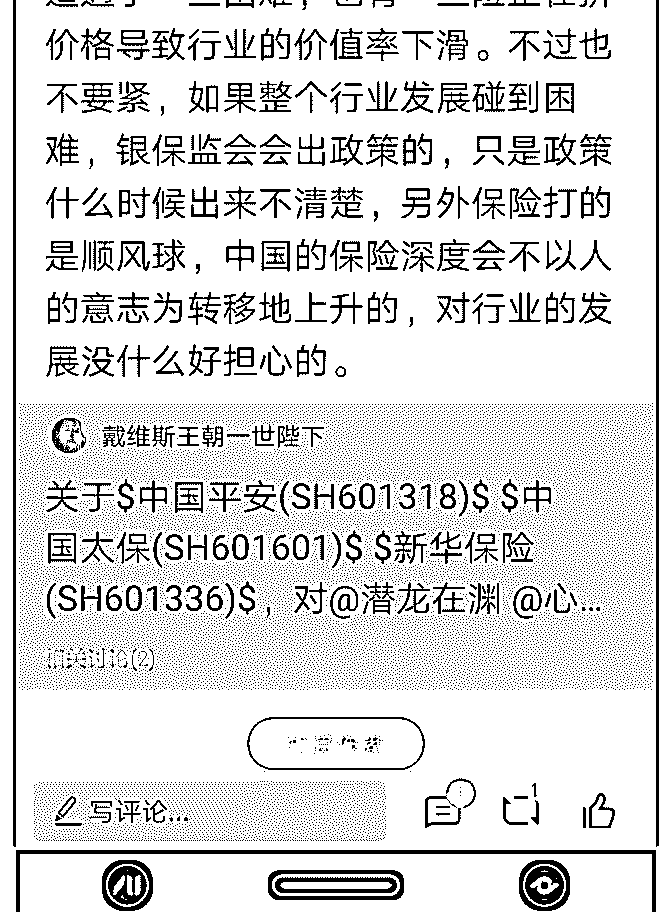 价格导致行业的价值率下滑。不过也
不要紧，如果整个行业发展碰到困
难，银保监会会出政策的，只是政策
什么时候出来不清楚，另外保险打的
是顺风球，中国的保险深度会不以人
的意志为转移地上升的，对行业的发
展没什么好担心的。
戴维斯王朝一世陛下
关于$中国平安(SH601318)$ $中
国太保(SH601601)$ $新华保险
(SH601336)$，对@潜龙在渊 @心...
写评论...
1